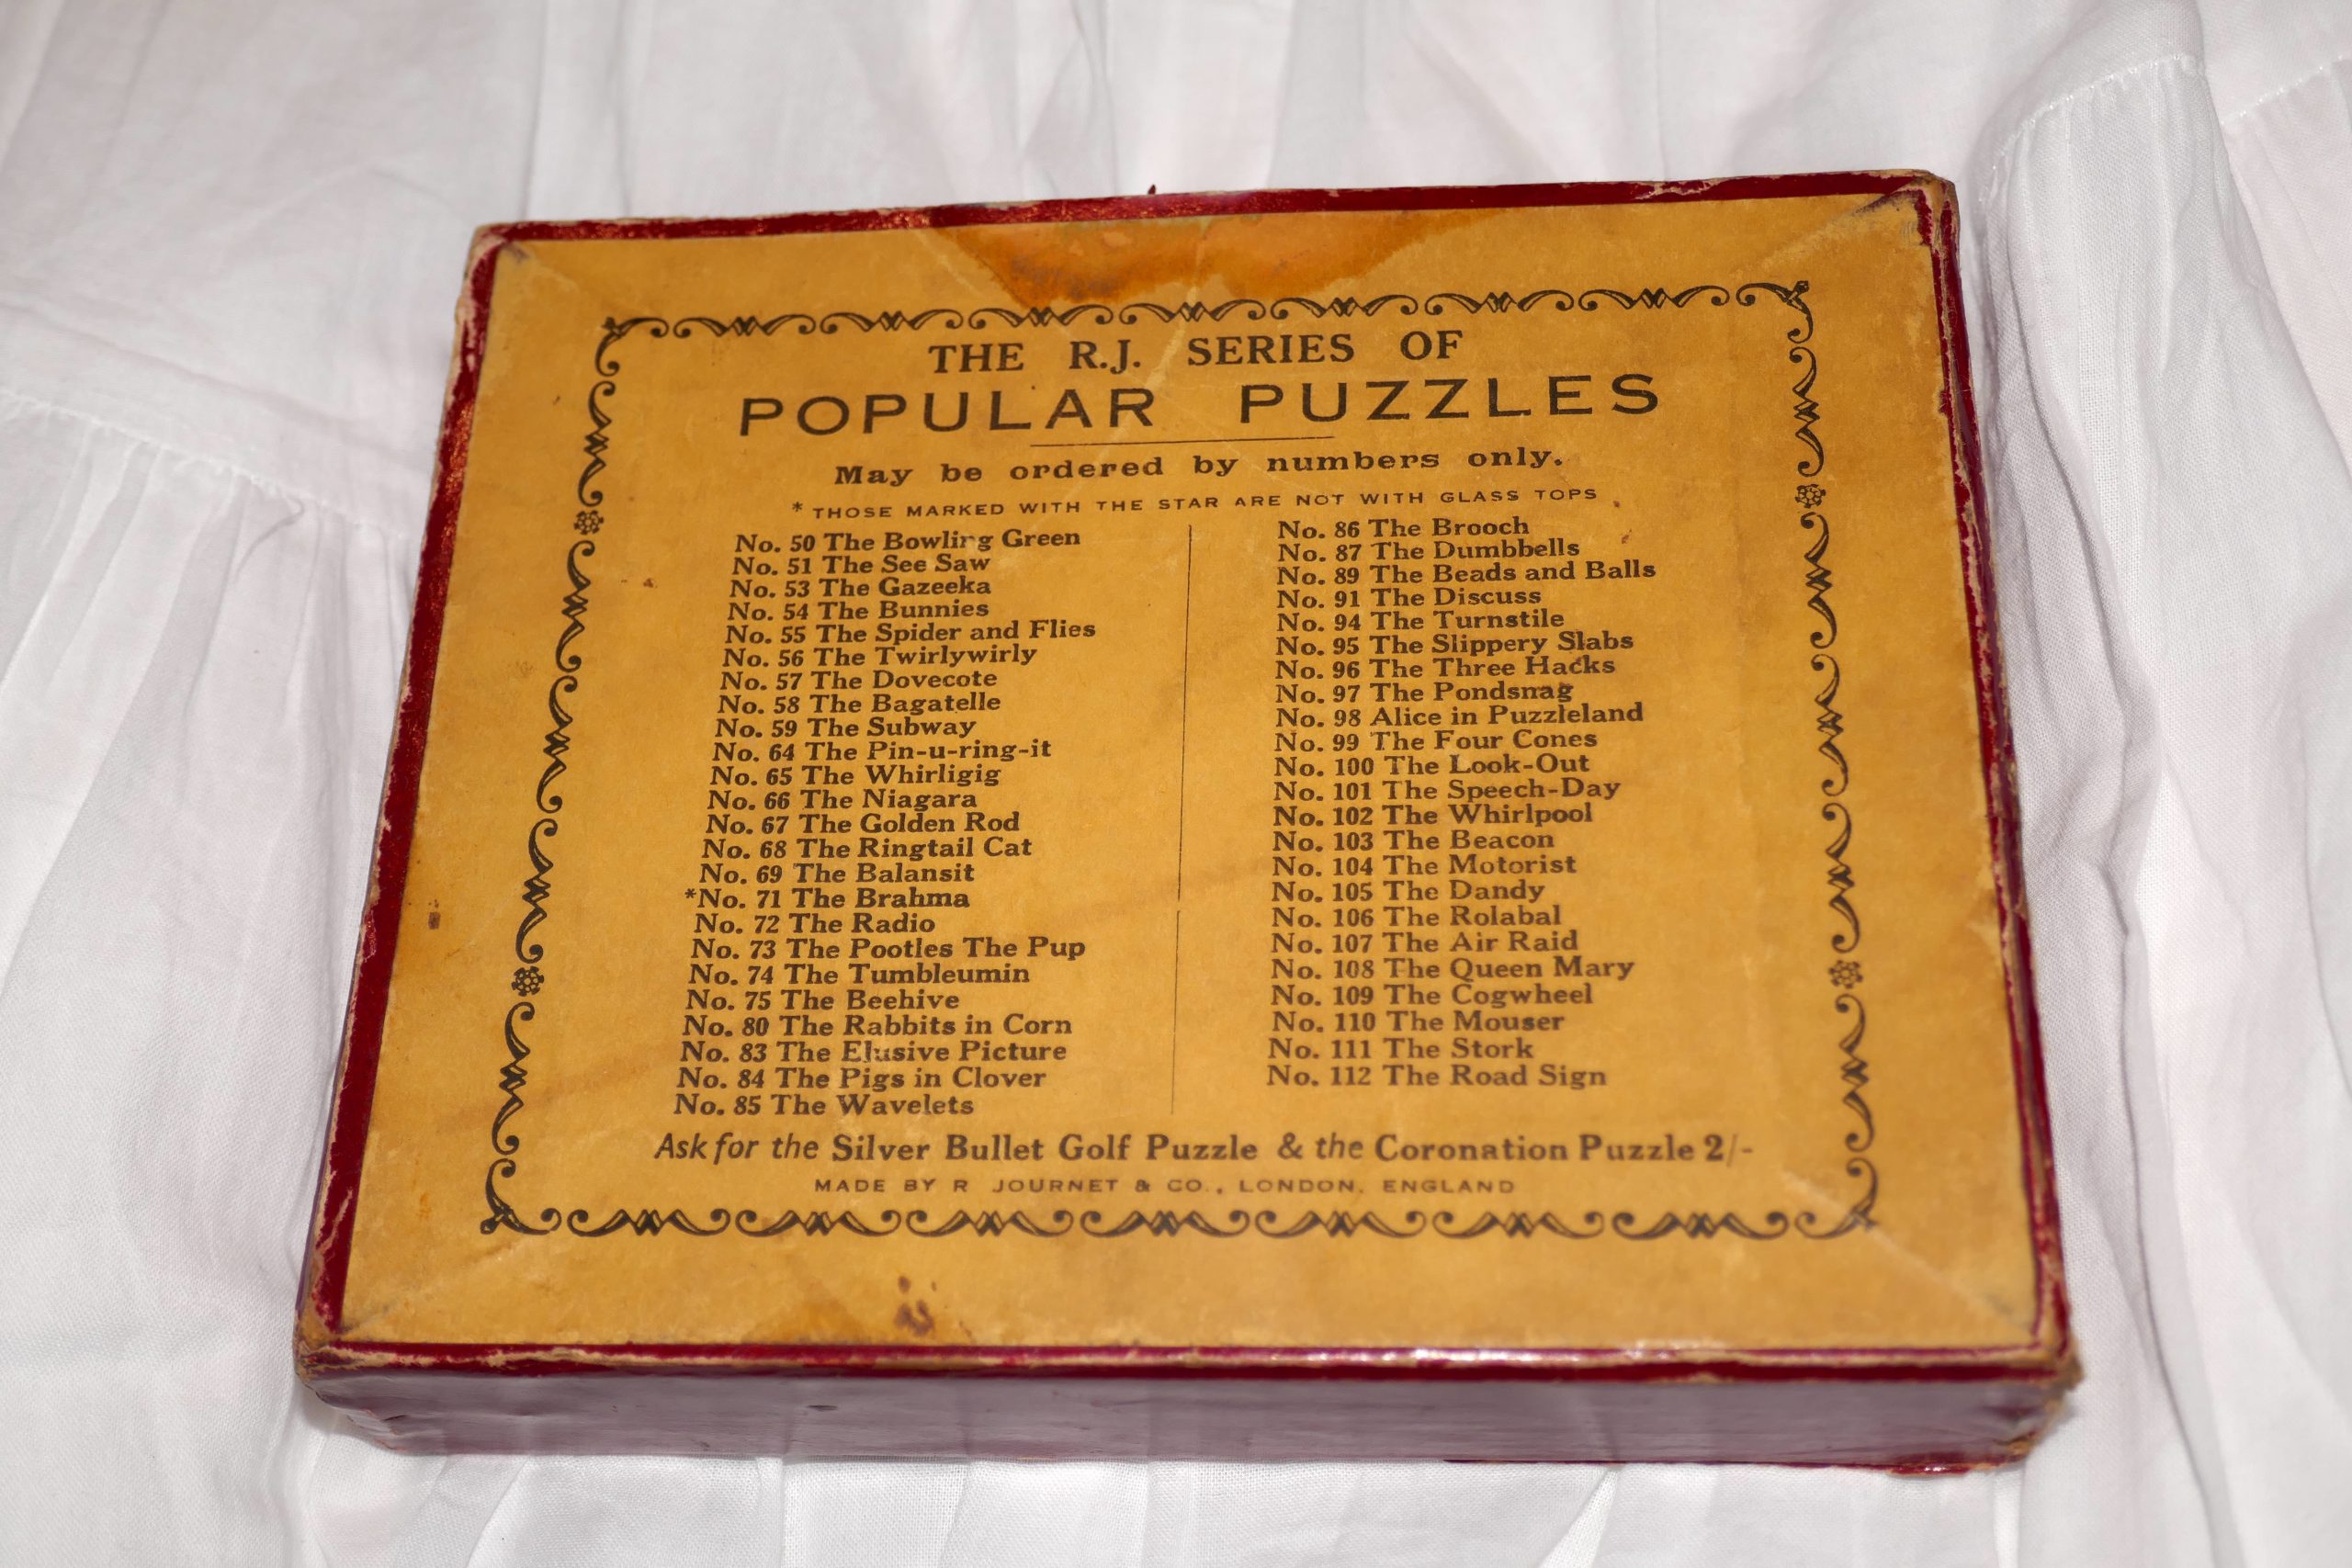 THE R.J. SERIES OF
POPULAR PUZZLES
May be ordered by numbers only.
* THOSE MARKED WITH THE STAR ARE NOT WITH GLASS TOPS
No. 50 The Bowling Green
No. 51 The See Saw
No. 53 The Gazeeka
No. 54 The Bunnies
No. 55 The Spider and Flies
No. 56 The Twirlywirly
No. 57 The Dovecote
No. 58 The Bagatelle
No. 59 The Subway
No. 64 The Pin-u-ring-it
No. 65 The Whirligig
No. 66 The Niagara
No. 67 The Golden Rod
No. 68 The Ringtail Cat
No. 69 The Balansit
*No. 71 The Brahma
No. 72 The Radio
No. 73 The Pootles The Pup
No. 74 The Tumbleumin
No. 75 The Beehive
No. 80 The Rabbits in Corn
No. 83 The Elusive Picture
No. 84 The Pigs in Clover
No. 85 The Wavelets
No. 86 The Brooch
No. 87 The Dumbbells
No. 89 The Beads and Balls
No. 91 The Discuss
No. 94 The Turnstile
No. 95 The Slippery Slabs
No. 96 The Three Hacks
No. 97 The Pondsnag
No. 98 Alice in Puzzleland
No. 99 The Four Cones
No. 100 The Look-Out
No. 101 The Speech-Day
No. 102 The Whirlpool
No. 103 The Beacon
No. 104 The Motorist
No. 105 The Dandy
No. 106 The Rolabal
No. 107 The Air Raid
No. 108 The Queen Mary
No. 109 The Cogwheel
No. 110 The Mouser
No. 111 The Stork
No. 112 The Road Sign
Ask for the Silver Bullet Golf Puzzle & the Coronation Puzzle 2/-
MADE BY R JOURNET & CO., LONDON, ENGLAND